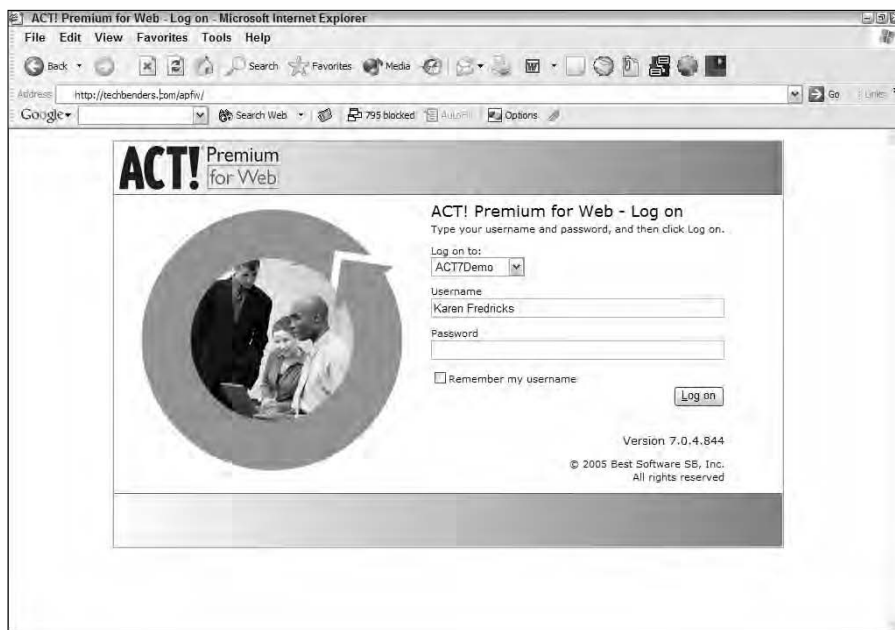 ACT! Premium for Web - Log on - Microsoft Internet Explorer
File Edit View Favorites Tools Help
Back Search Favorites Media
Address http://techbenders.com/apfw/ Go Links
Google Search Web 795 blocked AutoFill Options
ACT! Premium
for Web
ACT! Premium for Web - Log on
Type your username and password, and then click Log on.
Log on to:
ACT7Demo
Username
Karen Fredricks
Password
Remember my username
Log on
Version 7.0.4.844
© 2005 Best Software SB, Inc.
All rights reserved